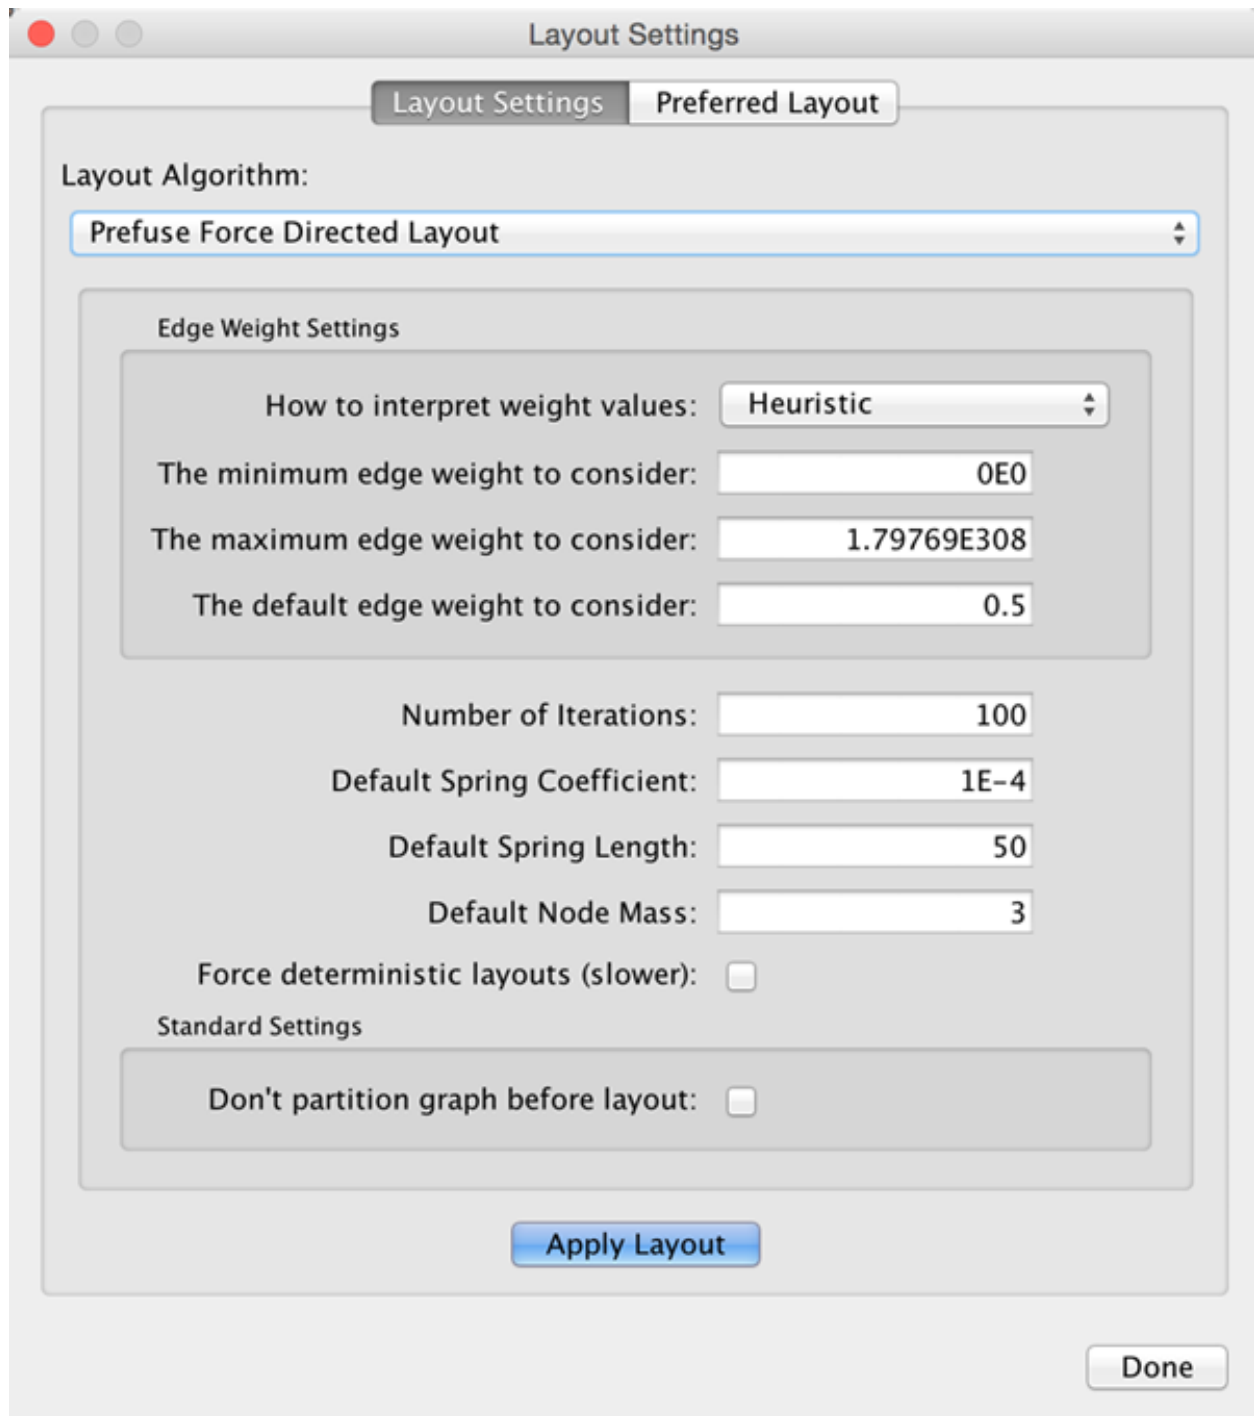 Layout Settings
Layout Settings Preferred Layout
Layout Algorithm:
Prefuse Force Directed Layout
Edge Weight Settings
How to interpret weight values: Heuristic
The minimum edge weight to consider: 0E0
The maximum edge weight to consider: 1.79769E308
The default edge weight to consider: 0.5
Number of Iterations: 100
Default Spring Coefficient: 1E-4
Default Spring Length: 50
Default Node Mass: 3
Force deterministic layouts (slower):
Standard Settings
Don't partition graph before layout:
Apply Layout
Done